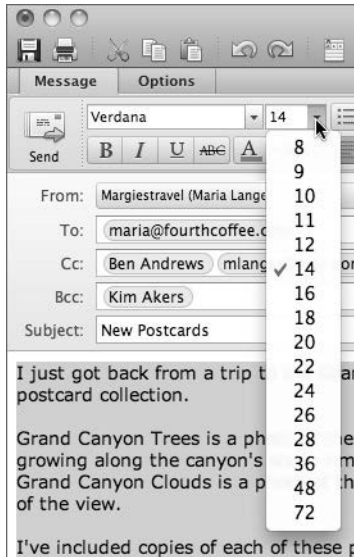 Message Options
Verdana 14
Send B I U ABC A
8
9
10
11
12
14
16
18
20
22
24
26
28
36
48
72
From: Margiestravel (Maria Lange
To: maria@fourthcoffee.c
Cc: Ben Andrews mlang
Bcc: Kim Akers
Subject: New Postcards
I just got back from a trip to
postcard collection.
Grand Canyon Trees is a
growing along the canyon's
Grand Canyon Clouds is a
of the view.
I've included copies of each of these